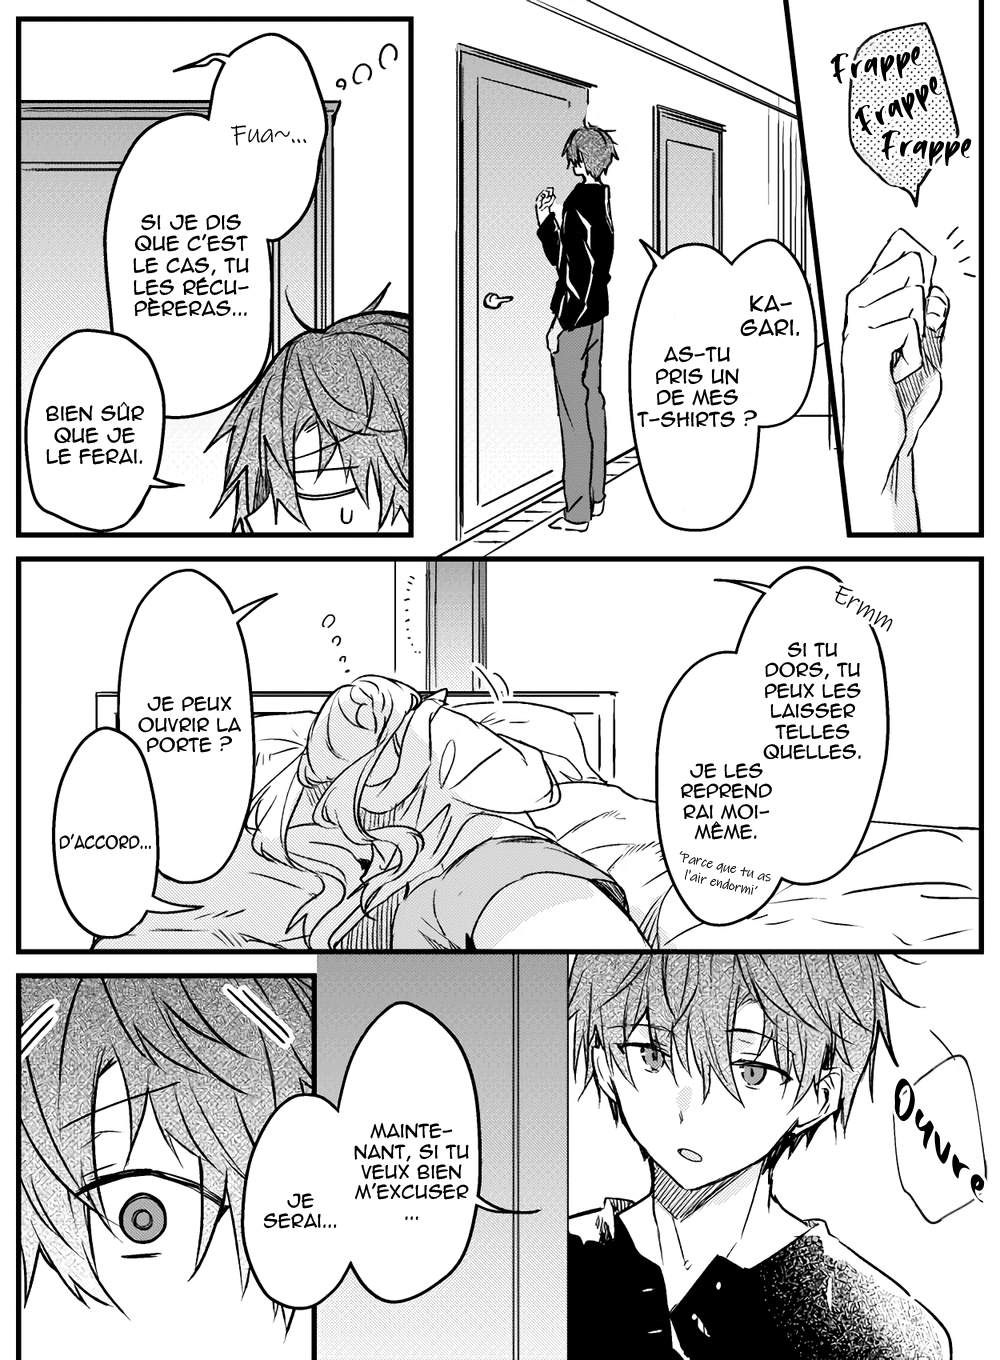 Frappe
Frappe
Frappe
KA-
GARI.
AS-TU
PRIS UN
DE MES
T-SHIRTS ?
Fua~...
SI JE DIS
QUE C'EST
LE CAS, TU
LES RÉCU-
PÈRERAS...
BIEN SÛR
QUE JE
LE FERAI.
Ermm
SI TU
DORS, TU
PEUX LES
LAISSER
TELLES
QUELLES.
JE LES
REPREND
RAI MOI-
MÊME.
'Parce que tu as
l'air endormi'
JE PEUX
OUVRIR LA
PORTE ?
D'ACCORD...
Ouvre
MAINTE-
NANT, SI TU
VEUX BIEN
M'EXCUSER
...
JE
SERAI...